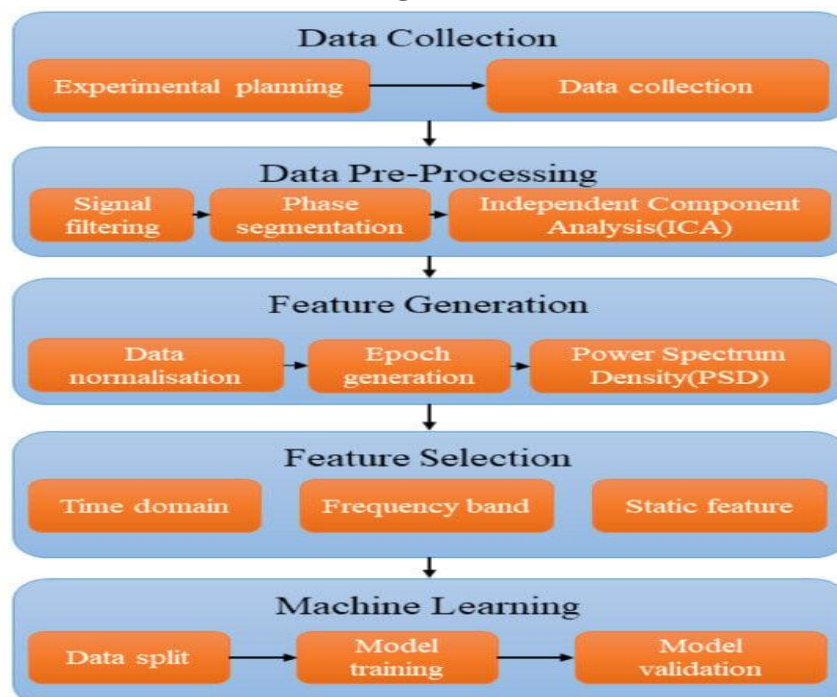 Data Collection
Experimental planning
Data collection
Data Pre-Processing
Signal
filtering
Phase
segmentation
Independent Component
Analysis(ICA)
Feature Generation
Data
normalisation
Epoch
generation
Power Spectrum
Density(PSD)
Feature Selection
Time domain
Frequency band
Static feature
Machine Learning
Data split
Model
training
Model
validation